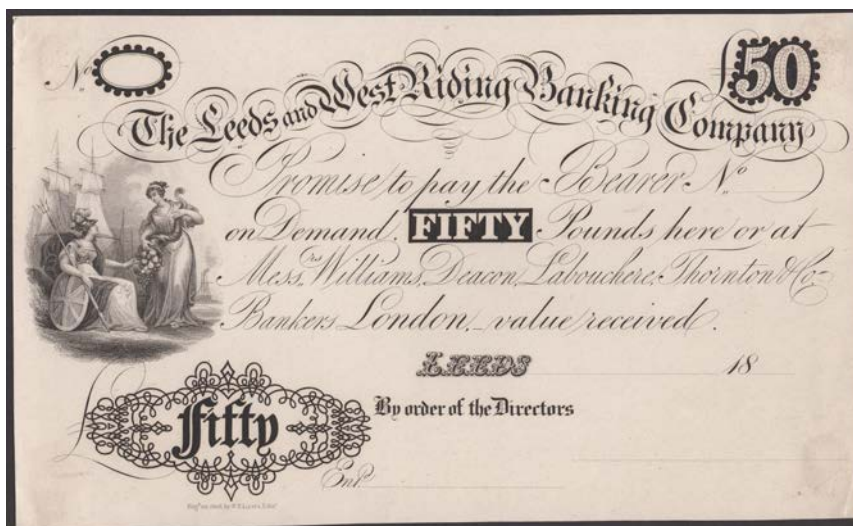 No £50
The Leeds and West Riding Banking Company
Promise to pay the Bearer No
on Demand, FIFTY Pounds here or at
Messrs Williams, Deacon, Labouchere, Thornton & Co.
Bankers London, value received.
LEEDS 18
By order of the Directors
£ Fifty
Entd